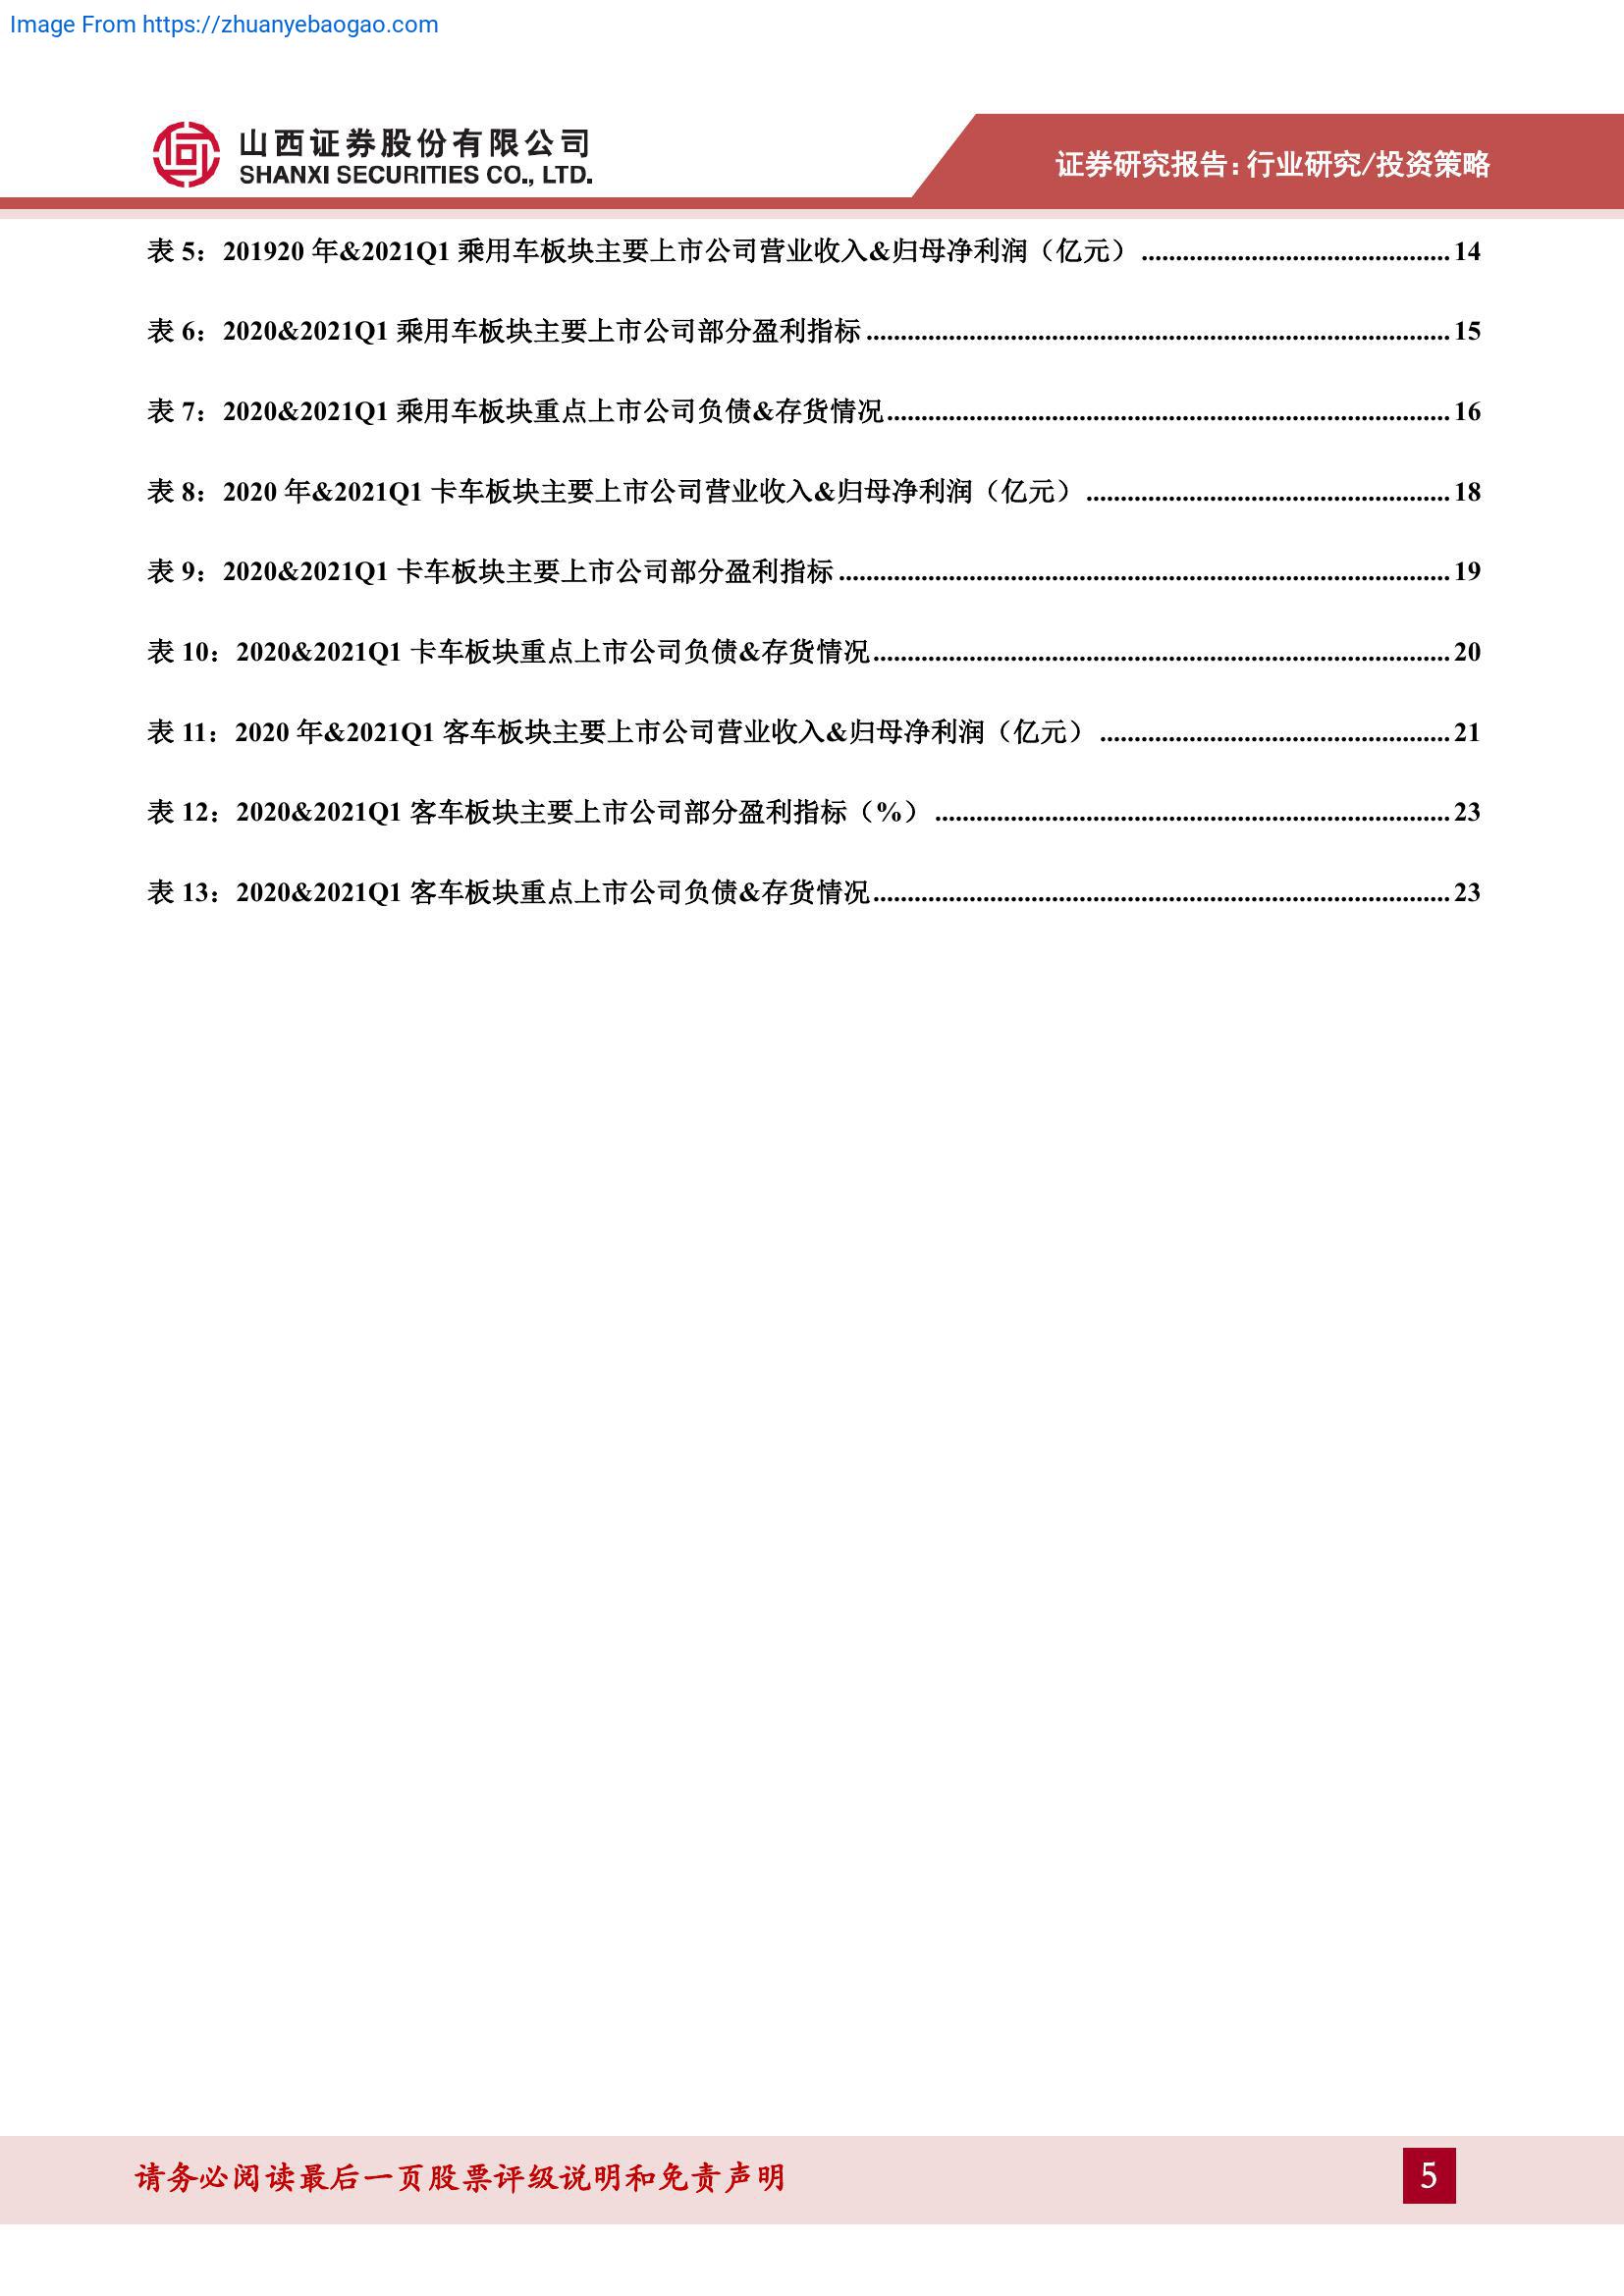 Image From https://zhuanyebaogao.com
山西证券股份有限公司
SHANXI SECURITIES CO., LTD.
证券研究报告:行业研究/投资策略
表 5：201920 年&2021Q1 乘用车板块主要上市公司营业收入&归母净利润（亿元）............................................. 14
表 6：2020&2021Q1 乘用车板块主要上市公司部分盈利指标..................................................................................... 15
表 7：2020&2021Q1 乘用车板块重点上市公司负债&存货情况.................................................................................. 16
表 8：2020 年&2021Q1 卡车板块主要上市公司营业收入&归母净利润（亿元）..................................................... 18
表 9：2020&2021Q1 卡车板块主要上市公司部分盈利指标......................................................................................... 19
表 10：2020&2021Q1 卡车板块重点上市公司负债&存货情况.................................................................................... 20
表 11：2020 年&2021Q1 客车板块主要上市公司营业收入&归母净利润（亿元）................................................... 21
表 12：2020&2021Q1 客车板块主要上市公司部分盈利指标（%）........................................................................... 23
表 13：2020&2021Q1 客车板块重点上市公司负债&存货情况.................................................................................... 23
请务必阅读最后一页股票评级说明和免责声明
5